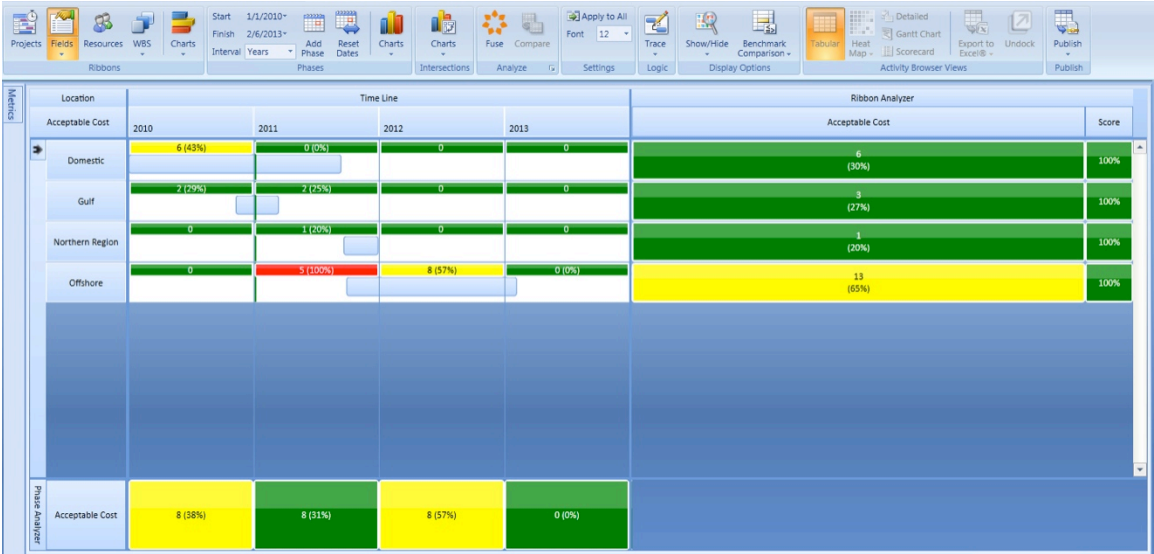 Projects Fields Resources WBS Charts
Ribbons
Start 1/1/2010
Finish 2/6/2013
Interval Years
Add Phase
Reset Dates
Charts
Phases
Charts
Intersections
Fuse Compare
Analyze
Apply to All
Font 12
Settings
Trace
Logic
Show/Hide
Benchmark Comparison
Display Options
Tabular
Heat Map
Detailed
Gantt Chart
Scorecard
Export to Excel®
Undock
Activity Browser Views
Publish
Publish
Metrics
Location Time Line Ribbon Analyzer
Acceptable Cost 2010 2011 2012 2013 Acceptable Cost Score
Domestic 6 (43%) 0 (0%) 0 0 6 (30%) 100%
Gulf 2 (29%) 2 (25%) 0 0 3 (27%) 100%
Northern Region 0 1 (20%) 0 0 1 (20%) 100%
Offshore 0 5 (100%) 8 (57%) 0 (0%) 13 (65%) 100%
Phase Analyzer
Acceptable Cost 8 (38%) 8 (31%) 8 (57%) 0 (0%)